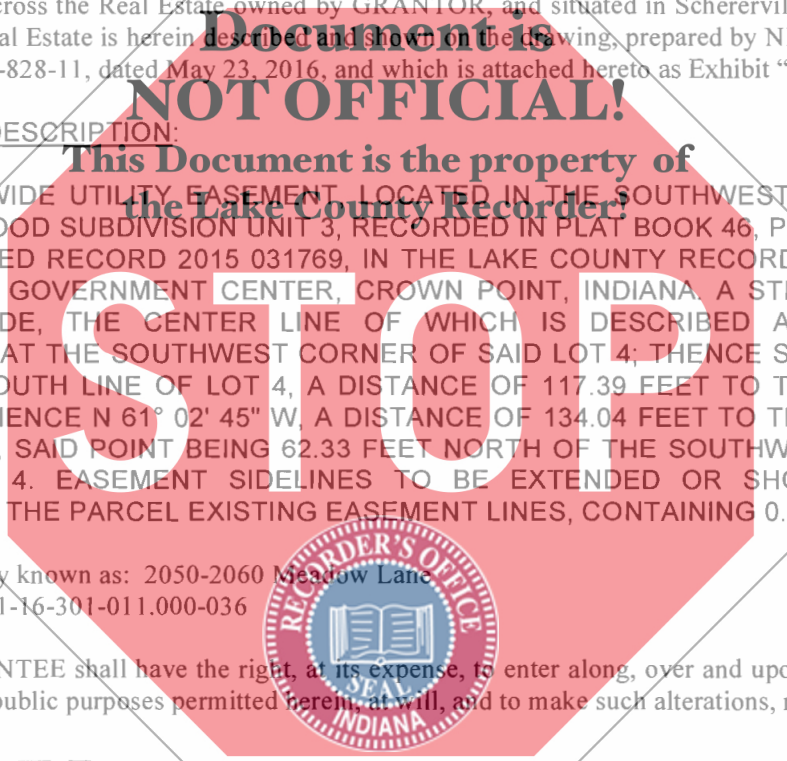 cross the Real Estate owned by GRANTOR, and situated in Scherervil
Document is
al Estate is herein described and shown on the drawing, prepared by N
-828-11, dated May 23, 2016, and which is attached hereto as Exhibit “
NOT OFFICIAL!
DESCRIPTION:
This Document is the property of
WIDE UTILITY EASEMENT, LOCATED IN THE SOUTHWEST
the Lake County Recorder!
OOD SUBDIVISION UNIT 3, RECORDED IN PLAT BOOK 46, P
ED RECORD 2015 031769, IN THE LAKE COUNTY RECORD
GOVERNMENT CENTER, CROWN POINT, INDIANA. A STR
DE, THE CENTER LINE OF WHICH IS DESCRIBED A
AT THE SOUTHWEST CORNER OF SAID LOT 4; THENCE S
OUTH LINE OF LOT 4, A DISTANCE OF 117.39 FEET TO T
HENCE N 61° 02' 45" W, A DISTANCE OF 134.04 FEET TO TH
STOP
, SAID POINT BEING 62.33 FEET NORTH OF THE SOUTHW
4. EASEMENT SIDELINES TO BE EXTENDED OR SHO
THE PARCEL EXISTING EASEMENT LINES, CONTAINING 0.
y known as: 2050-2060 Meadow Lane
1-16-301-011.000-036
RECORDER'S OFFICE
NTEE shall have the right, at its expense, to enter along, over and upo
public purposes permitted herein, at will, and to make such alterations, r
SEAL
INDIANA